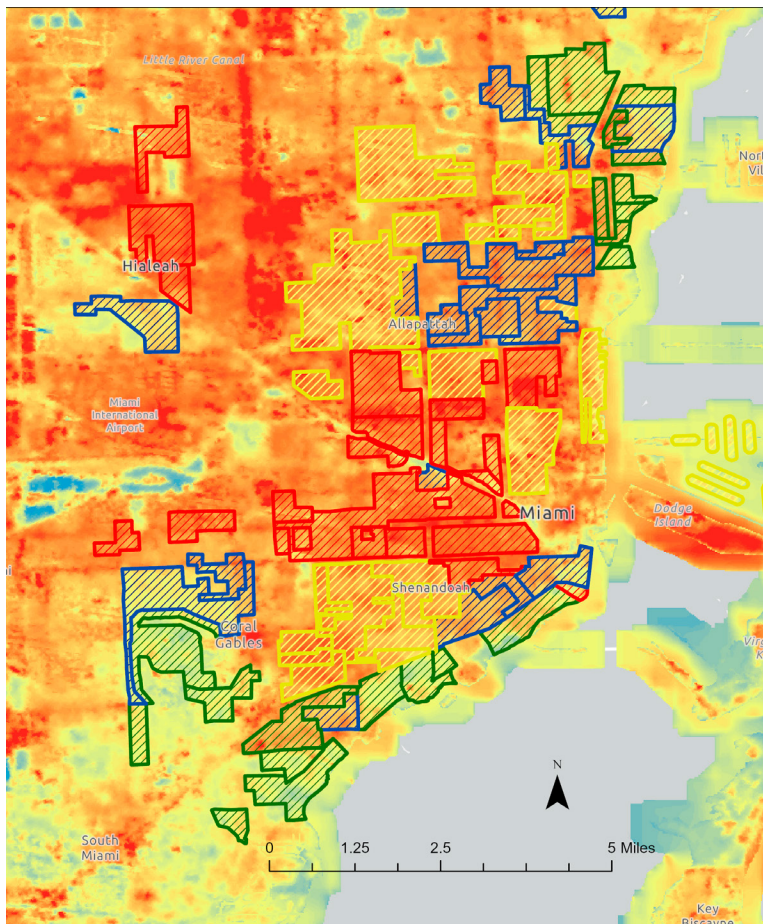 Little River Canal
Hialeah
Allapattah
Miami
International
Airport
Miami
Dodge
Island
Shenandoah
Coral
Gables
N
0
1.25
2.5
5 Miles
South
Miami
Key
Biscayne